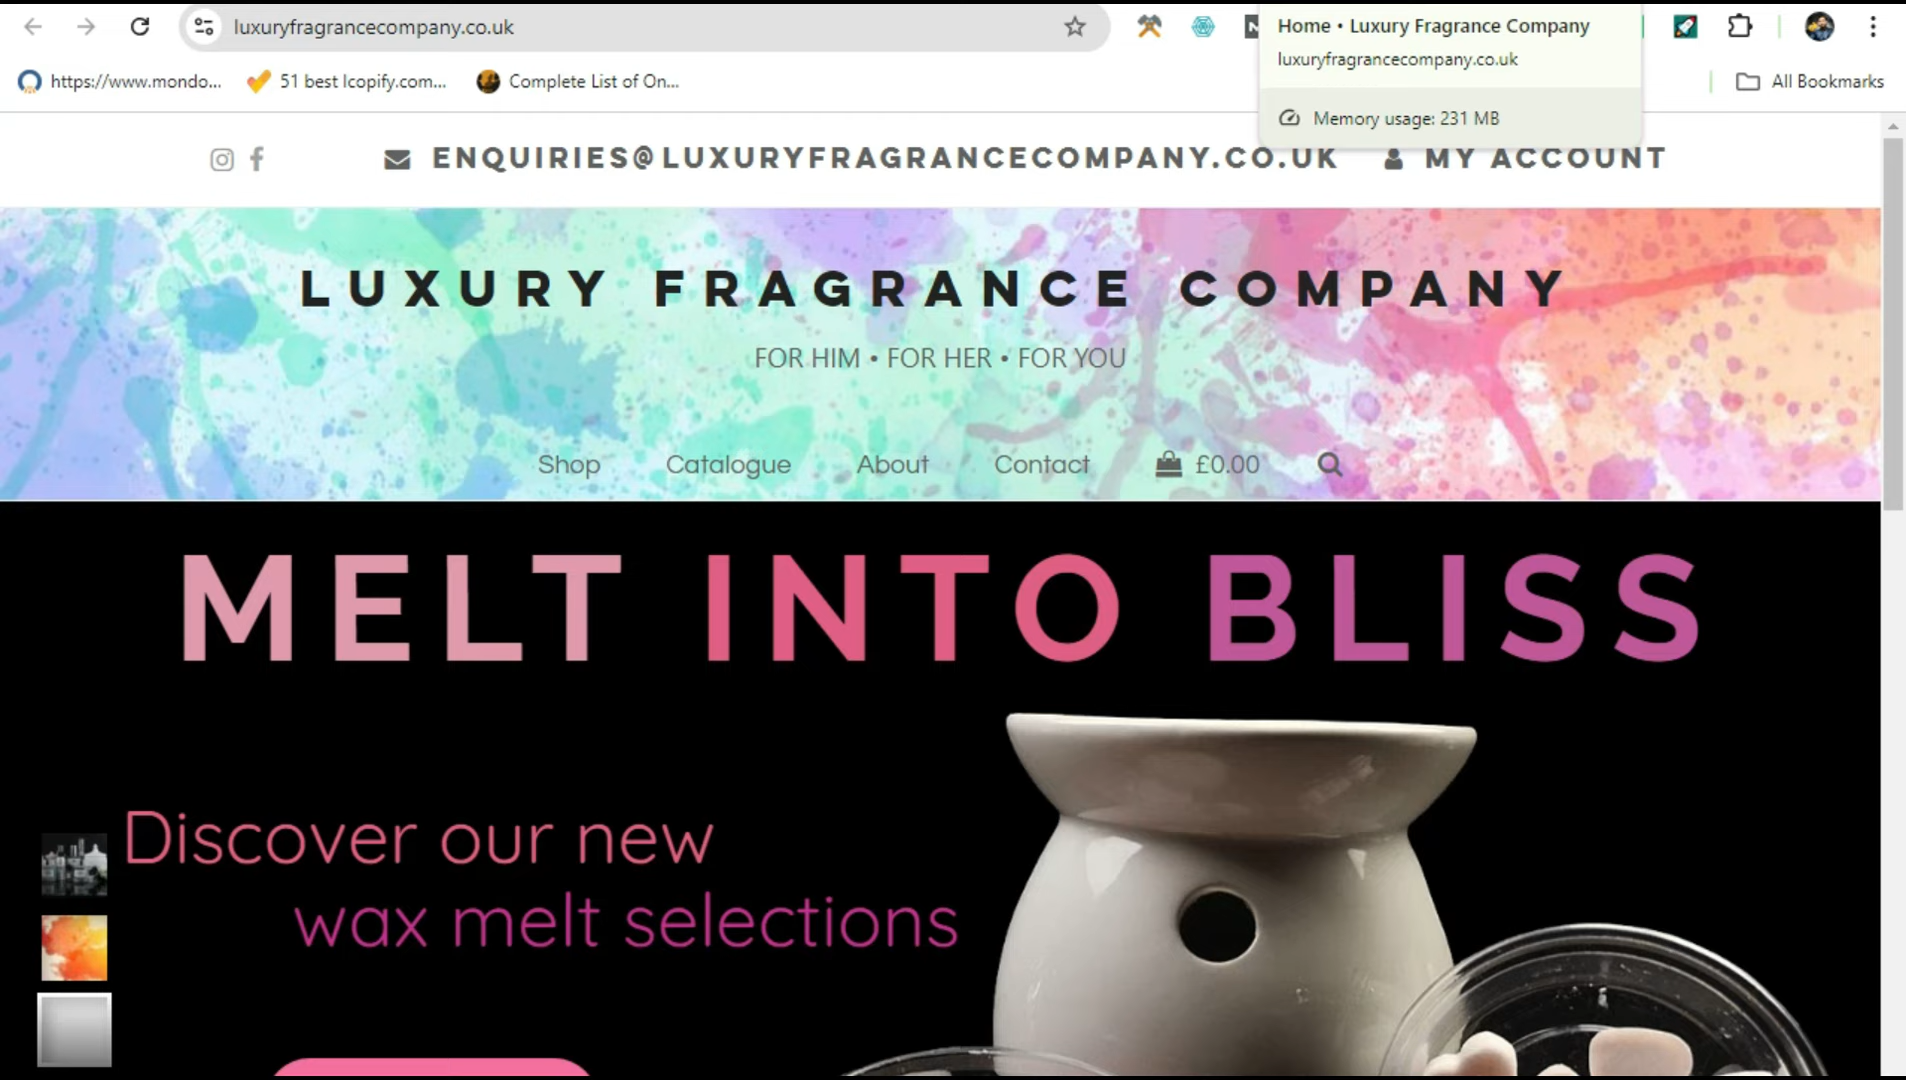 luxuryfragrancecompany.co.uk
Home • Luxury Fragrance Company
luxuryfragrancecompany.co.uk
Memory usage: 231 MB
https://www.mondo...
51 best Icopify.com...
Complete List of On...
All Bookmarks
ENQUIRIES@LUXURYFRAGRANCECOMPANY.CO.UK
MY ACCOUNT
LUXURY FRAGRANCE COMPANY
FOR HIM • FOR HER • FOR YOU
Shop Catalogue About Contact £0.00
MELT INTO BLISS
Discover our new
wax melt selections